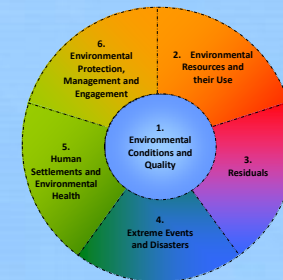 1.
Environmental
Conditions and
Quality
2. Environmental
Resources and
their Use
3.
Residuals
4.
Extreme Events
and Disasters
5.
Human
Settlements and
Environmental
Health
6.
Environmental
Protection,
Management and
Engagement